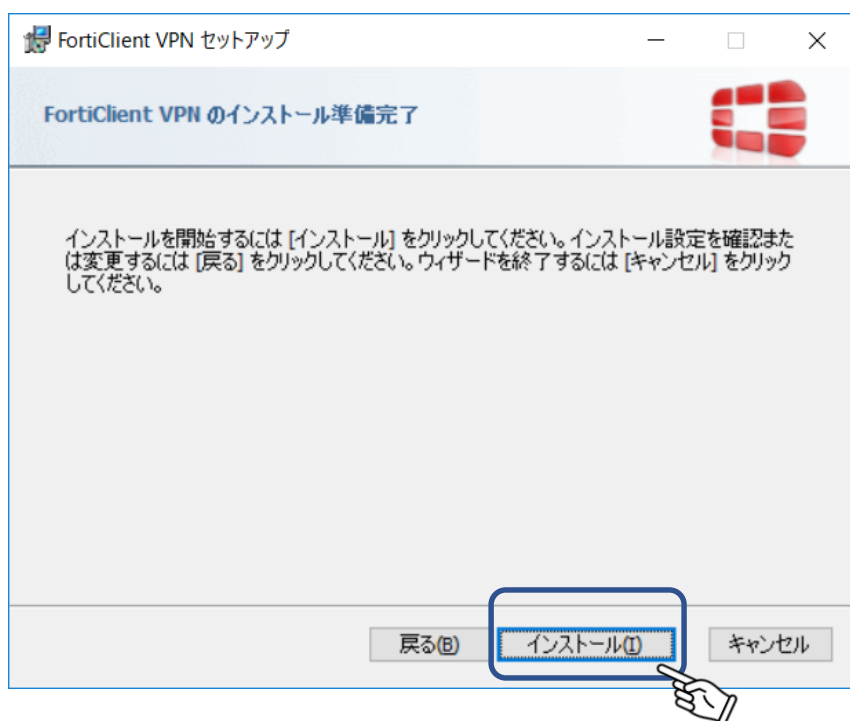 FortiClient VPN セットアップ
FortiClient VPN のインストール準備完了
インストールを開始するには [インストール] をクリックしてください。インストール設定を確認また
は変更するには [戻る] をクリックしてください。ウィザードを終了するには [キャンセル] をクリック
してください。
戻る(B) インストール(I) キャンセル